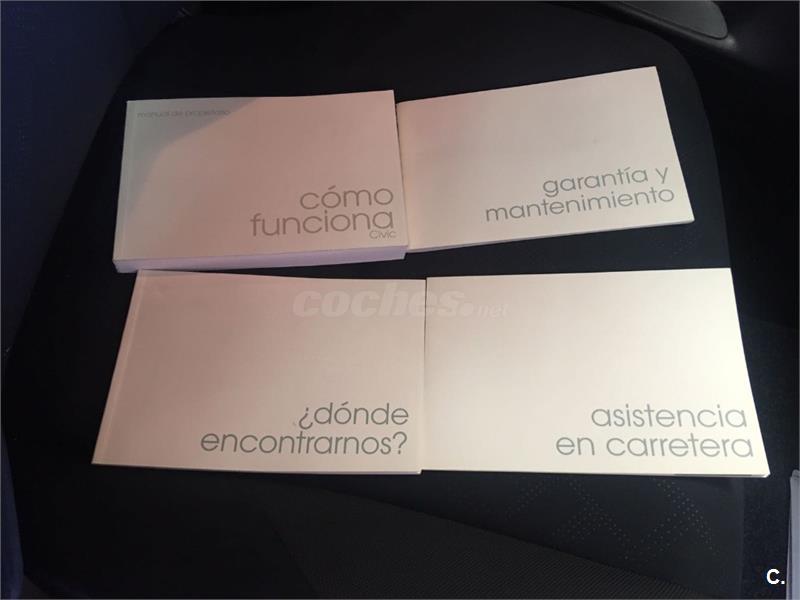 manual de propietario
cómo
funciona
Civic
garantía y
mantenimiento
coches.net
¿dónde
encontrarnos?
asistencia
en carretera
C.